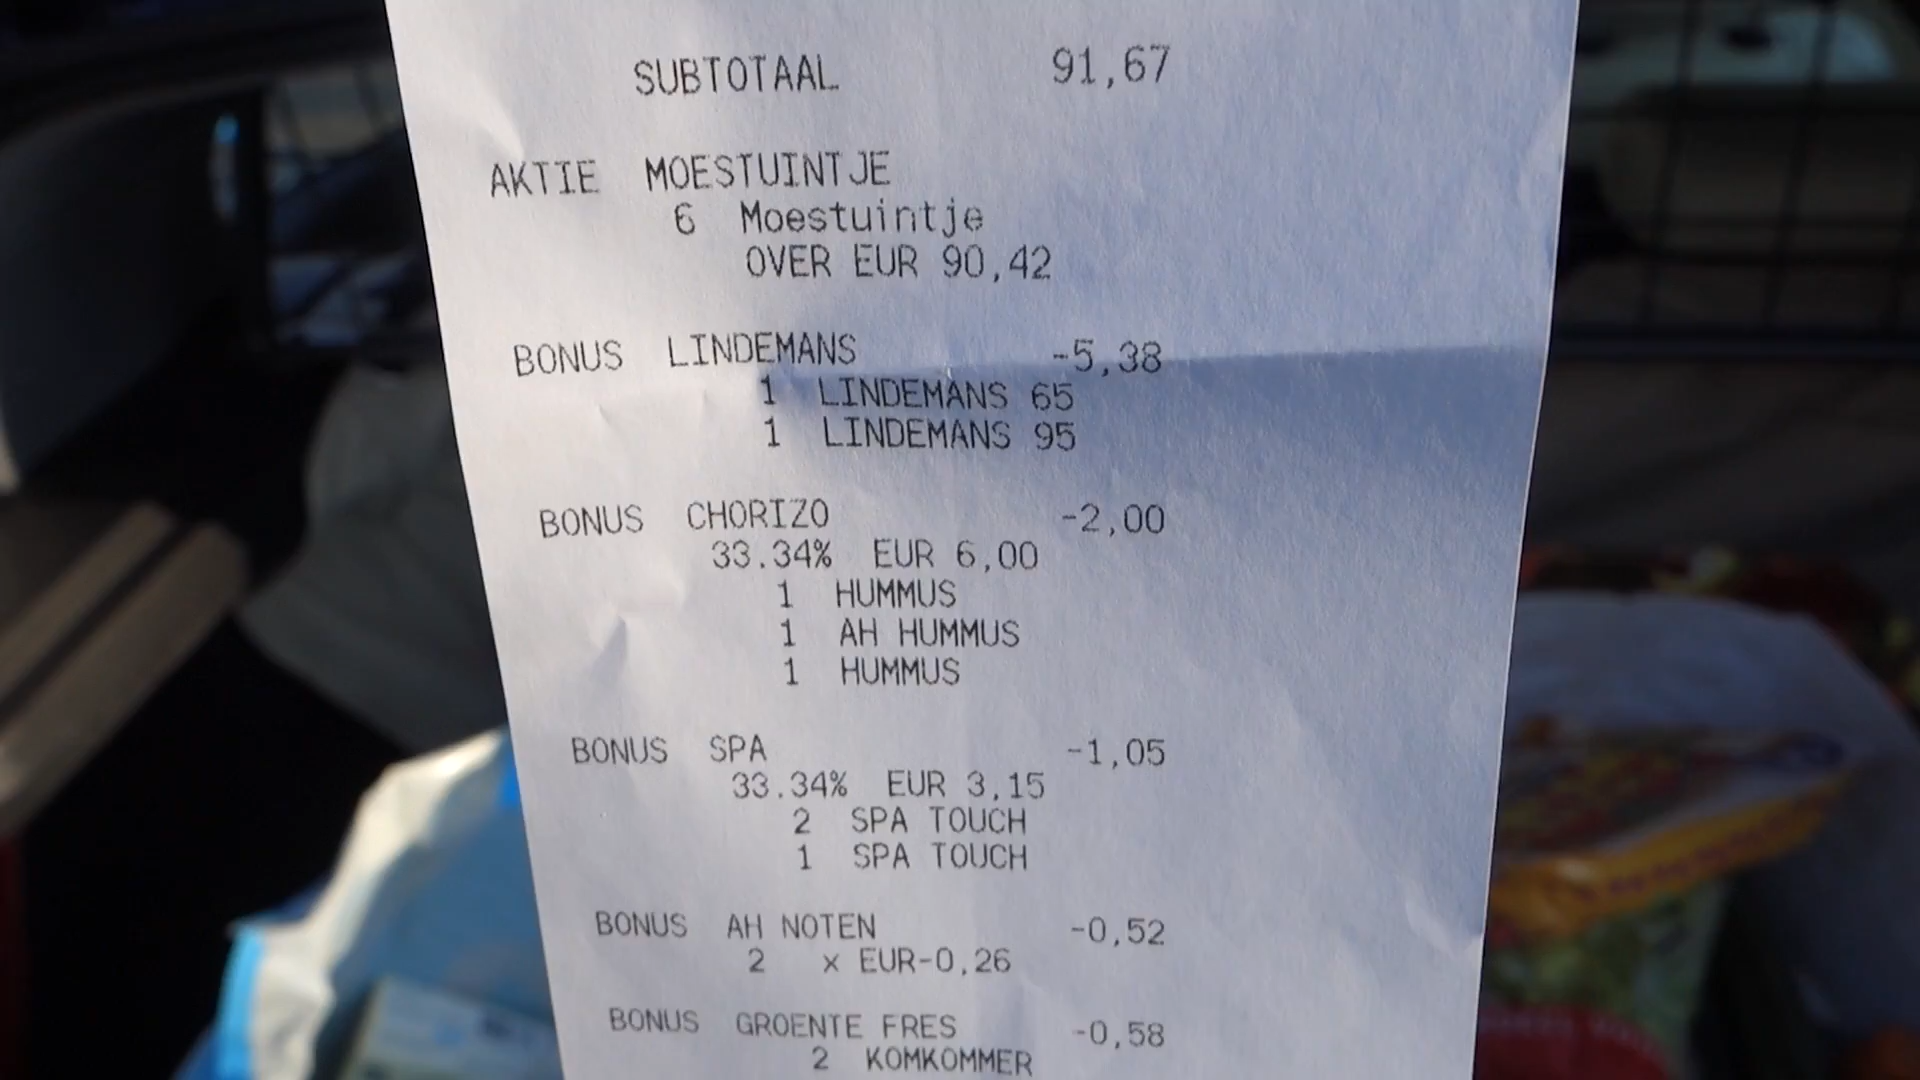 SUBTOTAAL 91,67
AKTIE MOESTUINTJE
6 Moestuintje
OVER EUR 90,42
BONUS LINDEMANS -5,38
1 LINDEMANS 65
1 LINDEMANS 95
BONUS CHORIZO -2,00
33.34% EUR 6,00
1 HUMMUS
1 AH HUMMUS
1 HUMMUS
BONUS SPA -1,05
33.34% EUR 3,15
2 SPA TOUCH
1 SPA TOUCH
BONUS AH NOTEN -0,52
2 x EUR-0,26
BONUS GROENTE FRES -0,58
2 KOMKOMMER